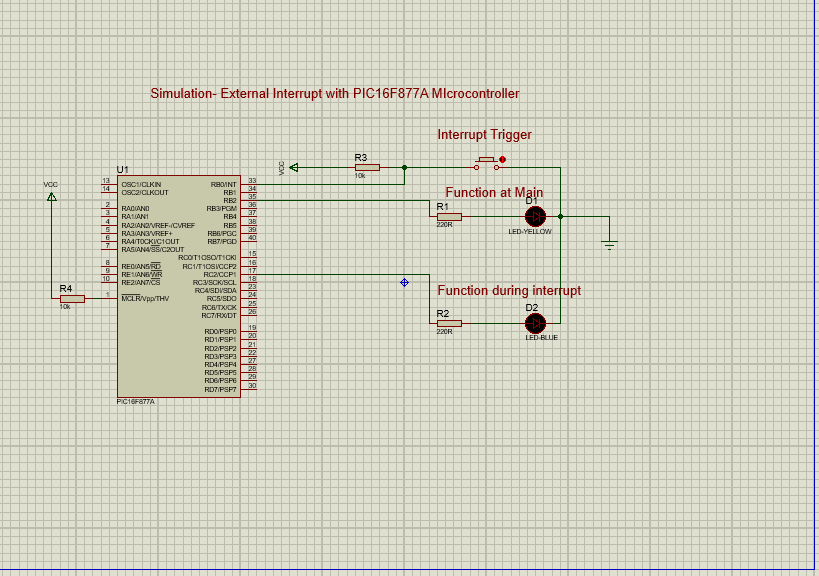 Simulation- External Interrupt with PIC16F877A MIcrocontroller
Interrupt Trigger
R3
VCC
10k
U1
VCC
13 OSC1/CLKIN
14 OSC2/CLKOUT
2 RA0/AN0
3 RA1/AN1
4 RA2/AN2/VREF-/CVREF
5 RA3/AN3/VREF+
6 RA4/T0CKI/C1OUT
7 RA5/AN4/SS/C2OUT
8 RE0/AN5/RD
9 RE1/AN6/WR
10 RE2/AN7/CS
1 MCLR/Vpp/THV
RB0/INT 33
RB1 34
RB2 35
RB3/PGM 36
RB4 37
RB5 38
RB6/PGC 39
RB7/PGD 40
RC0/T1OSO/T1CKI 15
RC1/T1OSI/CCP2 16
RC2/CCP1 17
RC3/SCK/SCL 18
RC4/SDI/SDA 23
RC5/SDO 24
RC6/TX/CK 25
RC7/RX/DT 26
RD0/PSP0 19
RD1/PSP1 20
RD2/PSP2 21
RD3/PSP3 22
RD4/PSP4 27
RD5/PSP5 28
RD6/PSP6 29
RD7/PSP7 30
PIC16F877A
R4
10k
Function at Main
R1
220R
D1
LED-YELLOW
Function during interrupt
R2
220R
D2
LED-BLUE